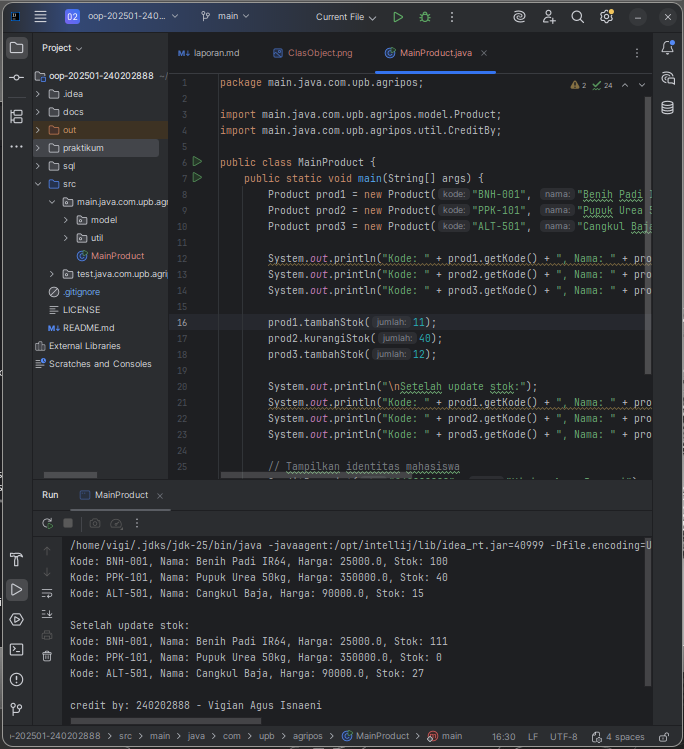 02 oop-202501-240... main Current File
Project
laporan.md ClasObject.png MainProduct.java
oop-202501-240202888
.idea
docs
out
praktikum
sql
src
main.java.com.upb.agri
model
util
MainProduct
test.java.com.upb.agri
.gitignore
LICENSE
README.md
External Libraries
Scratches and Consoles
2 24
1 package main.java.com.upb.agripos;
2
3 import main.java.com.upb.agripos.model.Product;
4 import main.java.com.upb.agripos.util.CreditBy;
5
6 public class MainProduct {
7 public static void main(String[] args) {
8 Product prod1 = new Product( kode: "BNH-001", nama: "Benih Padi I
9 Product prod2 = new Product( kode: "PPK-101", nama: "Pupuk Urea 5
10 Product prod3 = new Product( kode: "ALT-501", nama: "Cangkul Baja
11
12 System.out.println("Kode: " + prod1.getKode() + ", Nama: " + pro
13 System.out.println("Kode: " + prod2.getKode() + ", Nama: " + pro
14 System.out.println("Kode: " + prod3.getKode() + ", Nama: " + pro
15
16 prod1.tambahStok( jumlah: 11);
17 prod2.kurangiStok( jumlah: 40);
18 prod3.tambahStok( jumlah: 12);
19
20 System.out.println("\nSetelah update stok:");
21 System.out.println("Kode: " + prod1.getKode() + ", Nama: " + pro
22 System.out.println("Kode: " + prod2.getKode() + ", Nama: " + pro
23 System.out.println("Kode: " + prod3.getKode() + ", Nama: " + pro
24
25 // Tampilkan identitas mahasiswa
Run MainProduct
/home/vigi/.jdks/jdk-25/bin/java -javaagent:/opt/intellij/lib/idea_rt.jar=40999 -Dfile.encoding=U
Kode: BNH-001, Nama: Benih Padi IR64, Harga: 25000.0, Stok: 100
Kode: PPK-101, Nama: Pupuk Urea 50kg, Harga: 350000.0, Stok: 40
Kode: ALT-501, Nama: Cangkul Baja, Harga: 90000.0, Stok: 15
Setelah update stok:
Kode: BNH-001, Nama: Benih Padi IR64, Harga: 25000.0, Stok: 111
Kode: PPK-101, Nama: Pupuk Urea 50kg, Harga: 350000.0, Stok: 0
Kode: ALT-501, Nama: Cangkul Baja, Harga: 90000.0, Stok: 27
credit by: 240202888 - Vigian Agus Isnaeni
-202501-240202888 > src > main > java > com > upb > agripos > MainProduct > main 16:30 LF UTF-8 4 spaces